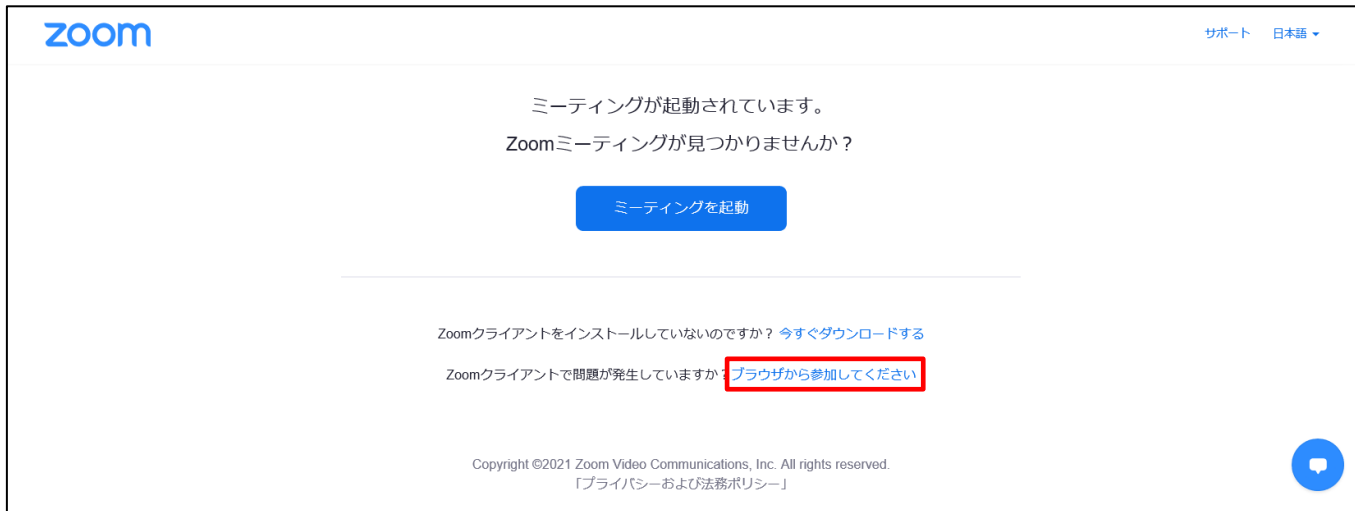 zoom
サポート 日本語
ミーティングが起動されています。
Zoomミーティングが見つかりませんか？
ミーティングを起動
Zoomクライアントをインストールしていないのですか？ 今すぐダウンロードする
Zoomクライアントで問題が発生していますか？ブラウザから参加してください
Copyright ©2021 Zoom Video Communications, Inc. All rights reserved.
「プライバシーおよび法務ポリシー」